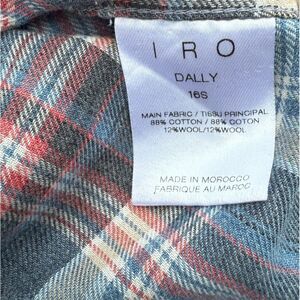 IRO
DALLY
16S
MAIN FABRIC / TISSU PRINCIPAL
88% COTTON / 88% COTON
12%WOOL/12%WOOL
MADE IN MOROCCO
FABRIQUE AU MAROC